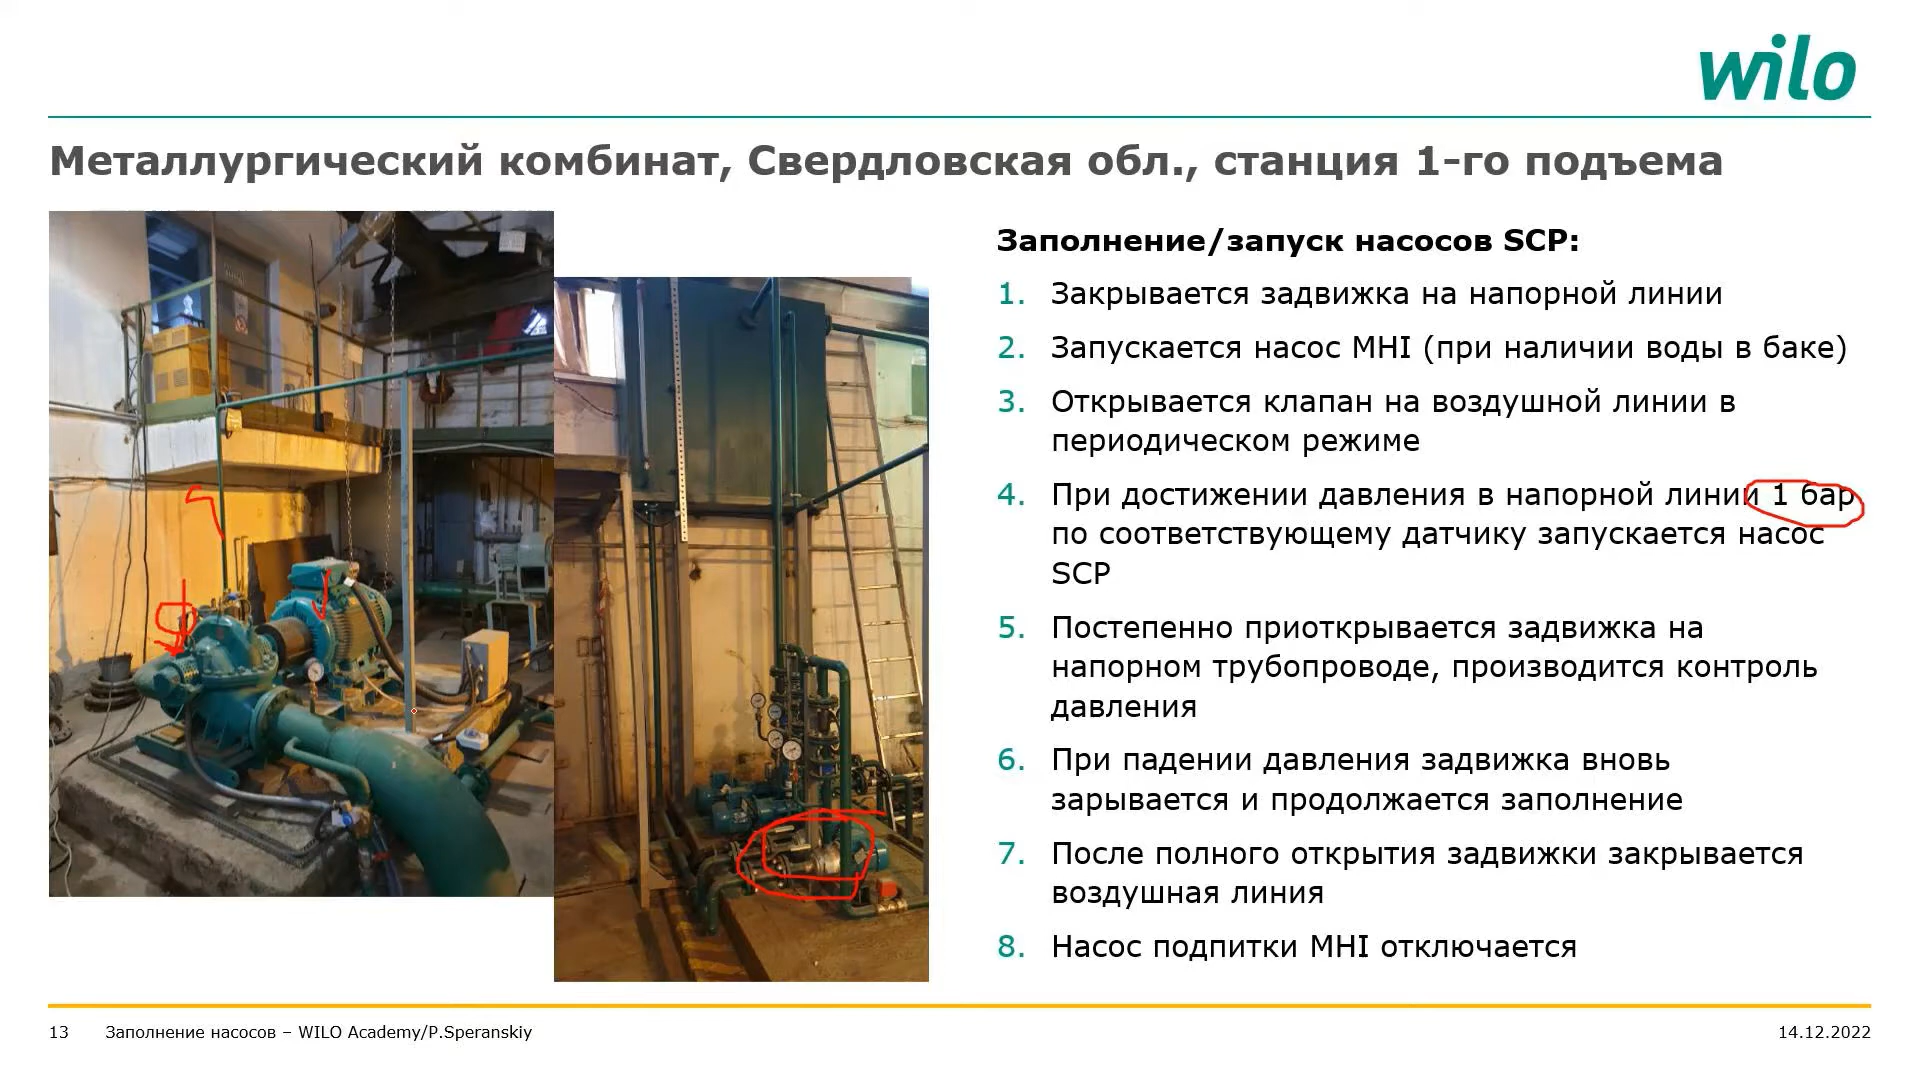 wilo
Металлургический комбинат, Свердловская обл., станция 1-го подъема
Заполнение/запуск насосов SCP:
1. Закрывается задвижка на напорной линии
2. Запускается насос MHI (при наличии воды в баке)
3. Открывается клапан на воздушной линии в
периодическом режиме
4. При достижении давления в напорной линии 1 бар
по соответствующему датчику запускается насос
SCP
5. Постепенно приоткрывается задвижка на
напорном трубопроводе, производится контроль
давления
6. При падении давления задвижка вновь
зарывается и продолжается заполнение
7. После полного открытия задвижки закрывается
воздушная линия
8. Насос подпитки MHI отключается
13 Заполнение насосов – WILO Academy/P.Speranskiy
14.12.2022